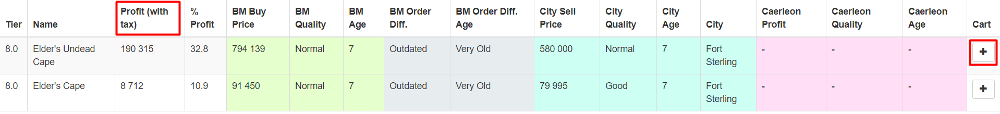 Tier Name Profit (with tax) % Profit BM Buy Price BM Quality BM Age BM Order Diff. BM Order Diff. Age City Sell Price City Quality City Age City Caerleon Profit Caerleon Quality Caerleon Age Cart
8.0 Elder's Undead Cape 190 315 32.8 794 139 Normal 7 Outdated Very Old 580 000 Normal 7 Fort Sterling - - - +
8.0 Elder's Cape 8 712 10.9 91 450 Normal 7 Outdated Very Old 79 995 Good 7 Fort Sterling - - - +